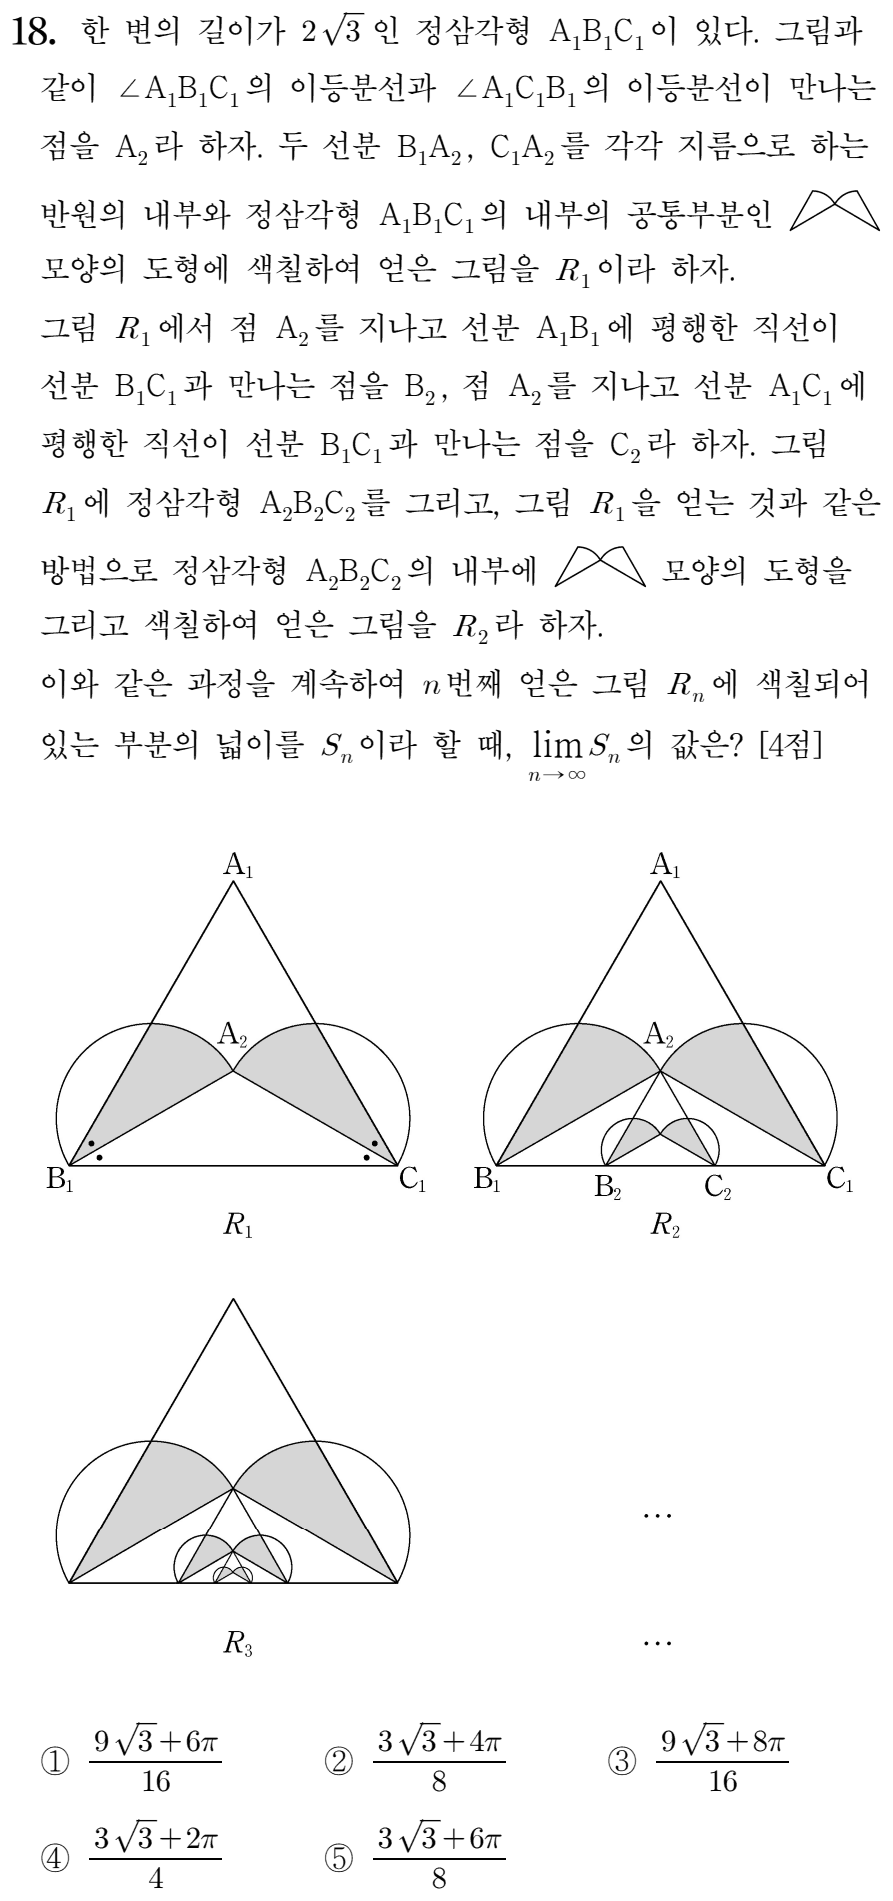 18. 한 변의 길이가 2√3 인 정삼각형 A₁B₁C₁이 있다. 그림과
같이 ∠A₁B₁C₁의 이등분선과 ∠A₁C₁B₁의 이등분선이 만나는
점을 A₂라 하자. 두 선분 B₁A₂, C₁A₂를 각각 지름으로 하는
반원의 내부와 정삼각형 A₁B₁C₁의 내부의 공통부분인
모양의 도형에 색칠하여 얻은 그림을 R₁이라 하자.
그림 R₁에서 점 A₂를 지나고 선분 A₁B₁에 평행한 직선이
선분 B₁C₁과 만나는 점을 B₂, 점 A₂를 지나고 선분 A₁C₁에
평행한 직선이 선분 B₁C₁과 만나는 점을 C₂라 하자. 그림
R₁에 정삼각형 A₂B₂C₂를 그리고, 그림 R₁을 얻는 것과 같은
방법으로 정삼각형 A₂B₂C₂의 내부에 모양의 도형을
그리고 색칠하여 얻은 그림을 R₂라 하자.
이와 같은 과정을 계속하여 n번째 얻은 그림 Rₙ에 색칠되어
있는 부분의 넓이를 Sₙ이라 할 때, lim Sₙ의 값은? [4점]
n→∞
A₁ A₁
A₂ A₂
B₁ C₁ B₁ B₂ C₂ C₁
R₁ R₂
…
R₃ …
① (9√3+6π)/16 ② (3√3+4π)/8 ③ (9√3+8π)/16
④ (3√3+2π)/4 ⑤ (3√3+6π)/8